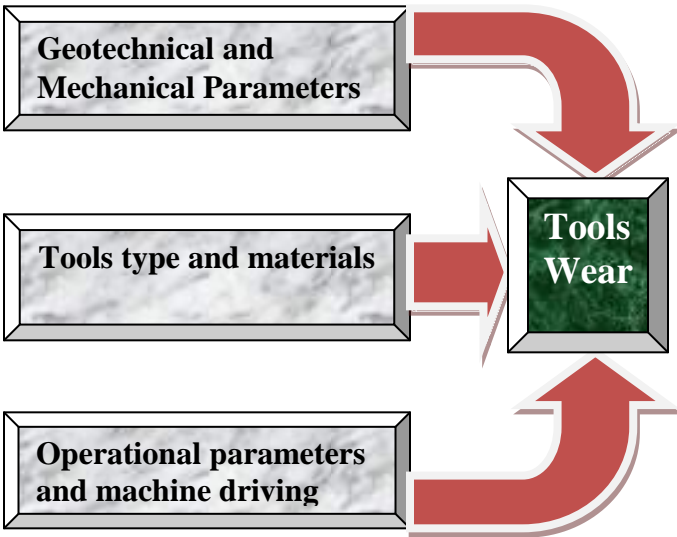 Geotechnical and
Mechanical Parameters
Tools type and materials
Tools
Wear
Operational parameters
and machine driving